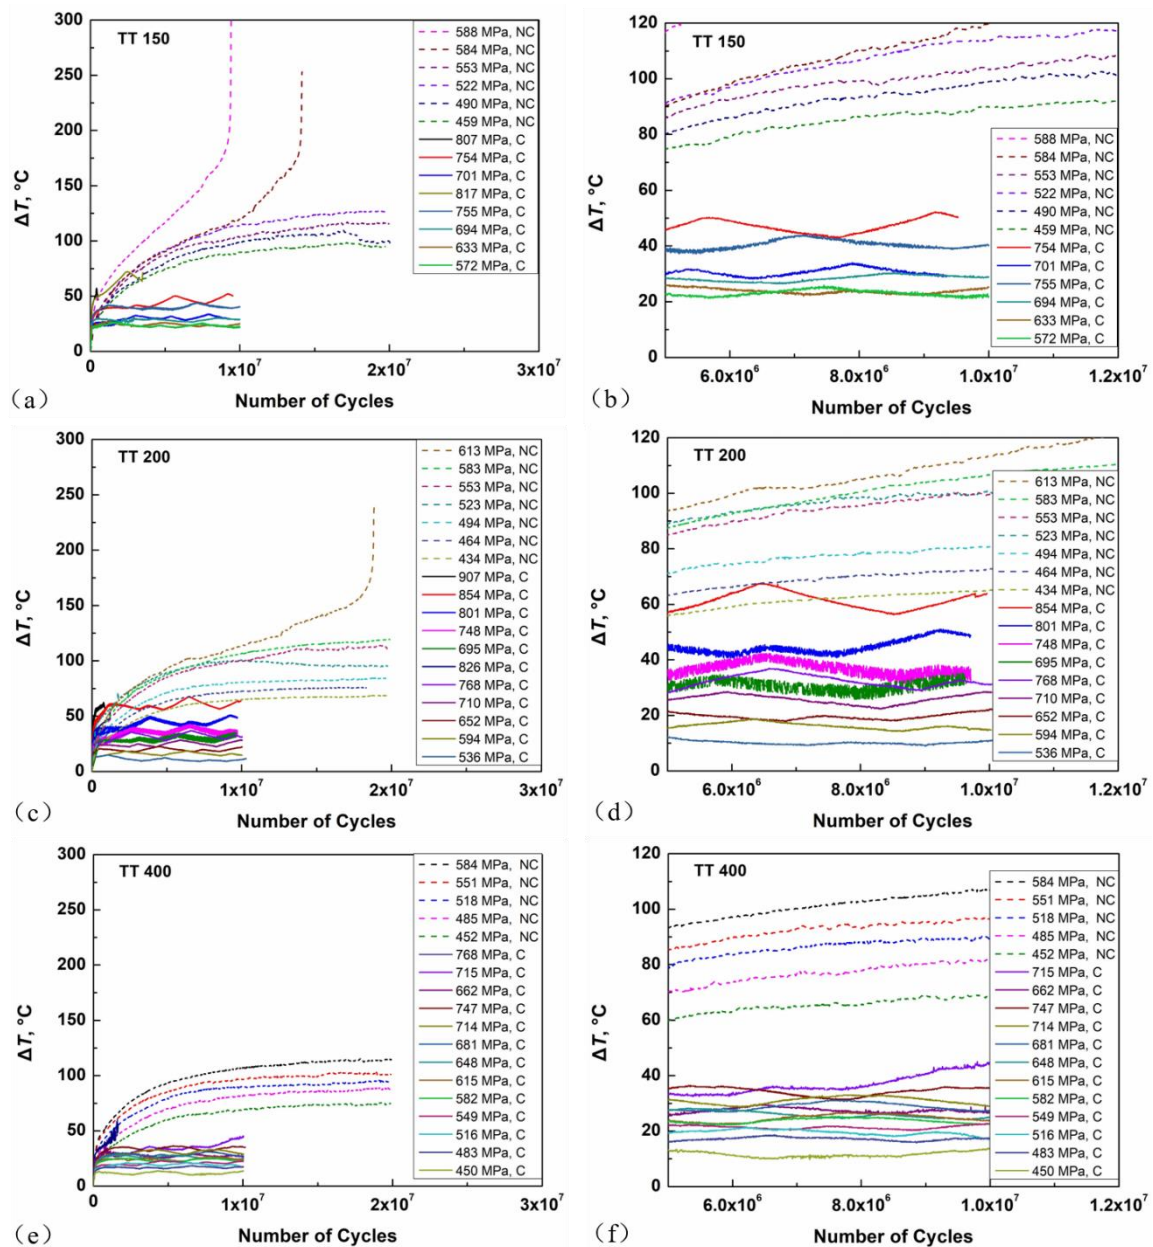 TT 150
300
250
200
150
100
50
0
ΔT, °C
0
1x10⁷
2x10⁷
3x10⁷
Number of Cycles
588 MPa, NC
584 MPa, NC
553 MPa, NC
522 MPa, NC
490 MPa, NC
459 MPa, NC
807 MPa, C
754 MPa, C
701 MPa, C
817 MPa, C
755 MPa, C
694 MPa, C
633 MPa, C
572 MPa, C
(a)
TT 150
120
100
80
60
40
20
0
ΔT, °C
6.0x10⁶
8.0x10⁶
1.0x10⁷
1.2x10⁷
Number of Cycles
588 MPa, NC
584 MPa, NC
553 MPa, NC
522 MPa, NC
490 MPa, NC
459 MPa, NC
754 MPa, C
701 MPa, C
755 MPa, C
694 MPa, C
633 MPa, C
572 MPa, C
(b)
TT 200
300
250
200
150
100
50
0
ΔT, °C
0
1x10⁷
2x10⁷
3x10⁷
Number of Cycles
613 MPa, NC
583 MPa, NC
553 MPa, NC
523 MPa, NC
494 MPa, NC
464 MPa, NC
434 MPa, NC
907 MPa, C
854 MPa, C
801 MPa, C
748 MPa, C
695 MPa, C
826 MPa, C
768 MPa, C
710 MPa, C
652 MPa, C
594 MPa, C
536 MPa, C
(c)
TT 200
120
100
80
60
40
20
0
ΔT, °C
6.0x10⁶
8.0x10⁶
1.0x10⁷
1.2x10⁷
Number of Cycles
613 MPa, NC
583 MPa, NC
553 MPa, NC
523 MPa, NC
494 MPa, NC
464 MPa, NC
434 MPa, NC
854 MPa, C
801 MPa, C
748 MPa, C
695 MPa, C
768 MPa, C
710 MPa, C
652 MPa, C
594 MPa, C
536 MPa, C
(d)
TT 400
300
250
200
150
100
50
0
ΔT, °C
0
1x10⁷
2x10⁷
3x10⁷
Number of Cycles
584 MPa, NC
551 MPa, NC
518 MPa, NC
485 MPa, NC
452 MPa, NC
768 MPa, C
715 MPa, C
662 MPa, C
747 MPa, C
714 MPa, C
681 MPa, C
648 MPa, C
615 MPa, C
582 MPa, C
549 MPa, C
516 MPa, C
483 MPa, C
450 MPa, C
(e)
TT 400
120
100
80
60
40
20
0
ΔT, °C
6.0x10⁶
8.0x10⁶
1.0x10⁷
1.2x10⁷
Number of Cycles
584 MPa, NC
551 MPa, NC
518 MPa, NC
485 MPa, NC
452 MPa, NC
715 MPa, C
662 MPa, C
747 MPa, C
714 MPa, C
681 MPa, C
648 MPa, C
615 MPa, C
582 MPa, C
549 MPa, C
516 MPa, C
483 MPa, C
450 MPa, C
(f)